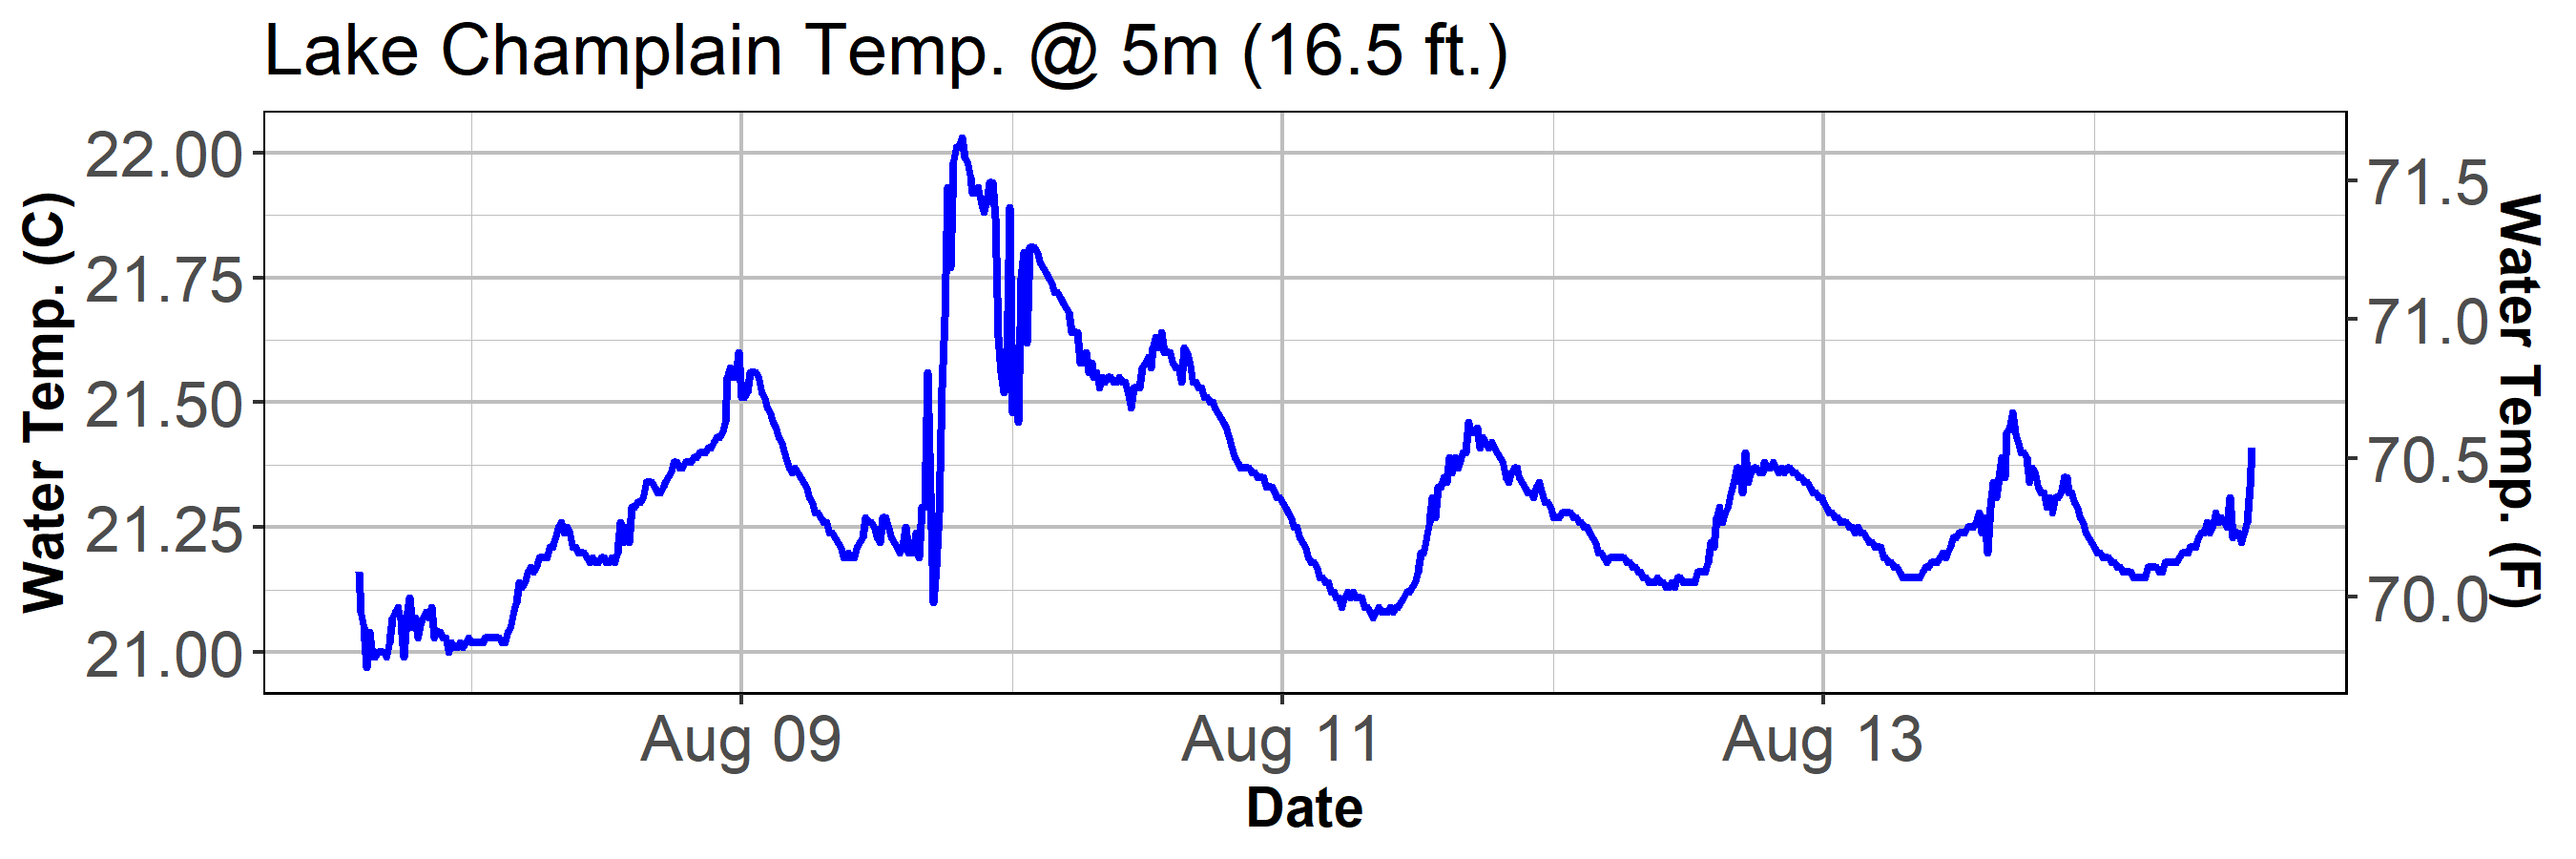 Lake Champlain Temp. @ 5m (16.5 ft.)
Water Temp. (C)
22.00
21.75
21.50
21.25
21.00
71.5
71.0
70.5
70.0
Water Temp. (F)
Aug 09
Aug 11
Aug 13
Date